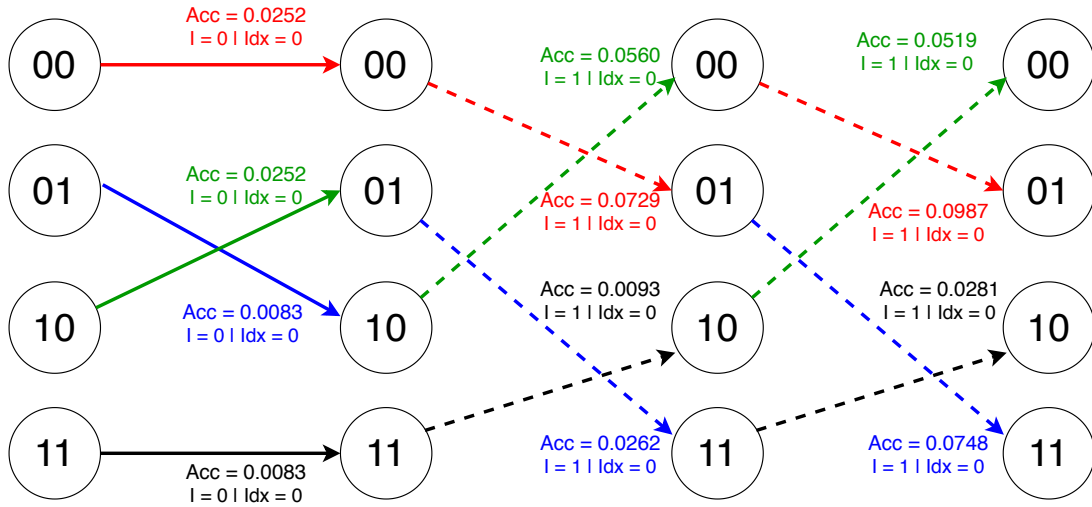 Acc = 0.0252
I = 0 | Idx = 0
00
00
Acc = 0.0560
I = 1 | Idx = 0
00
Acc = 0.0519
I = 1 | Idx = 0
00
01
Acc = 0.0252
I = 0 | Idx = 0
01
Acc = 0.0729
I = 1 | Idx = 0
01
Acc = 0.0987
I = 1 | Idx = 0
01
10
Acc = 0.0083
I = 0 | Idx = 0
10
Acc = 0.0093
I = 1 | Idx = 0
10
Acc = 0.0281
I = 1 | Idx = 0
10
11
Acc = 0.0083
I = 0 | Idx = 0
11
Acc = 0.0262
I = 1 | Idx = 0
11
Acc = 0.0748
I = 1 | Idx = 0
11